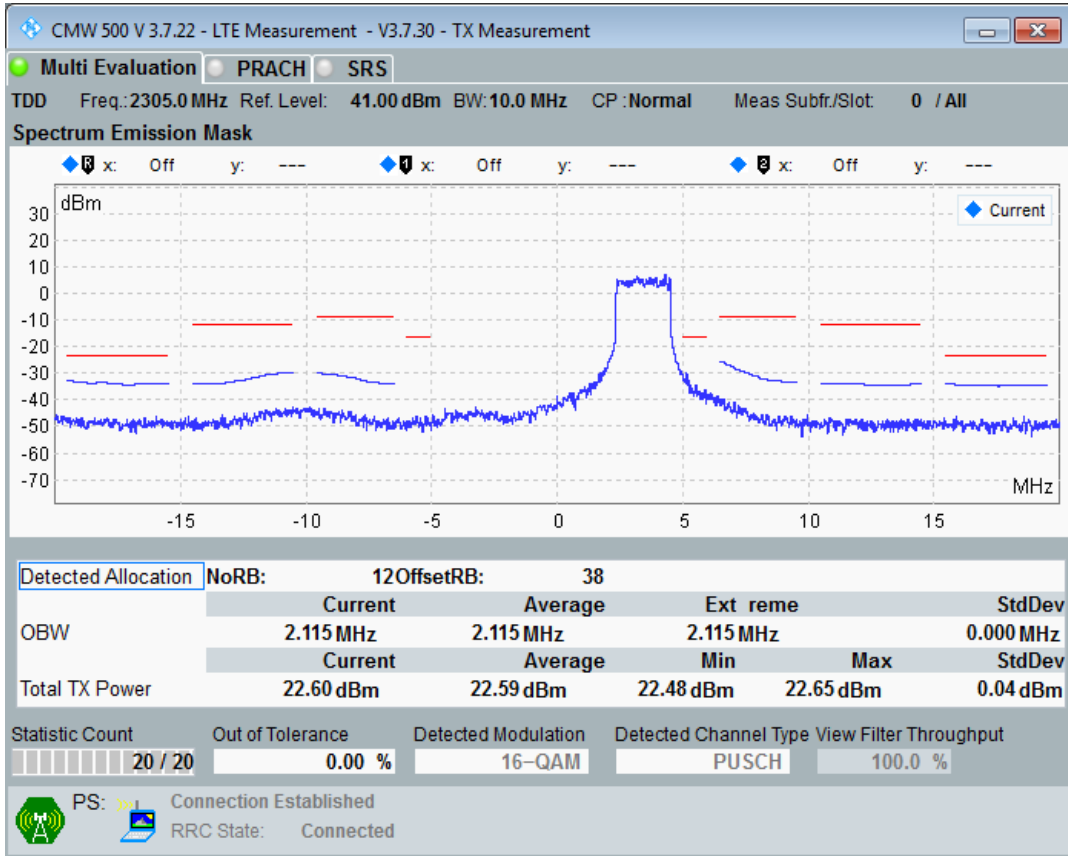 CMW 500 V 3.7.22 - LTE Measurement - V3.7.30 - TX Measurement
Multi Evaluation PRACH SRS
TDD Freq.: 2305.0 MHz Ref. Level: 41.00 dBm BW: 10.0 MHz CP : Normal Meas Subfr./Slot: 0 / All
Spectrum Emission Mask
R x: Off y: --- 1 x: Off y: --- 2 x: Off y: ---
dBm
Current
30
20
10
0
-10
-20
-30
-40
-50
-60
-70
MHz
-15 -10 -5 0 5 10 15
Detected Allocation NoRB: 12 OffsetRB: 38
Current Average Ext reme StdDev
OBW 2.115 MHz 2.115 MHz 2.115 MHz 0.000 MHz
Current Average Min Max StdDev
Total TX Power 22.60 dBm 22.59 dBm 22.48 dBm 22.65 dBm 0.04 dBm
Statistic Count Out of Tolerance Detected Modulation Detected Channel Type View Filter Throughput
20 / 20 0.00 % 16-QAM PUSCH 100.0 %
PS: Connection Established
RRC State: Connected